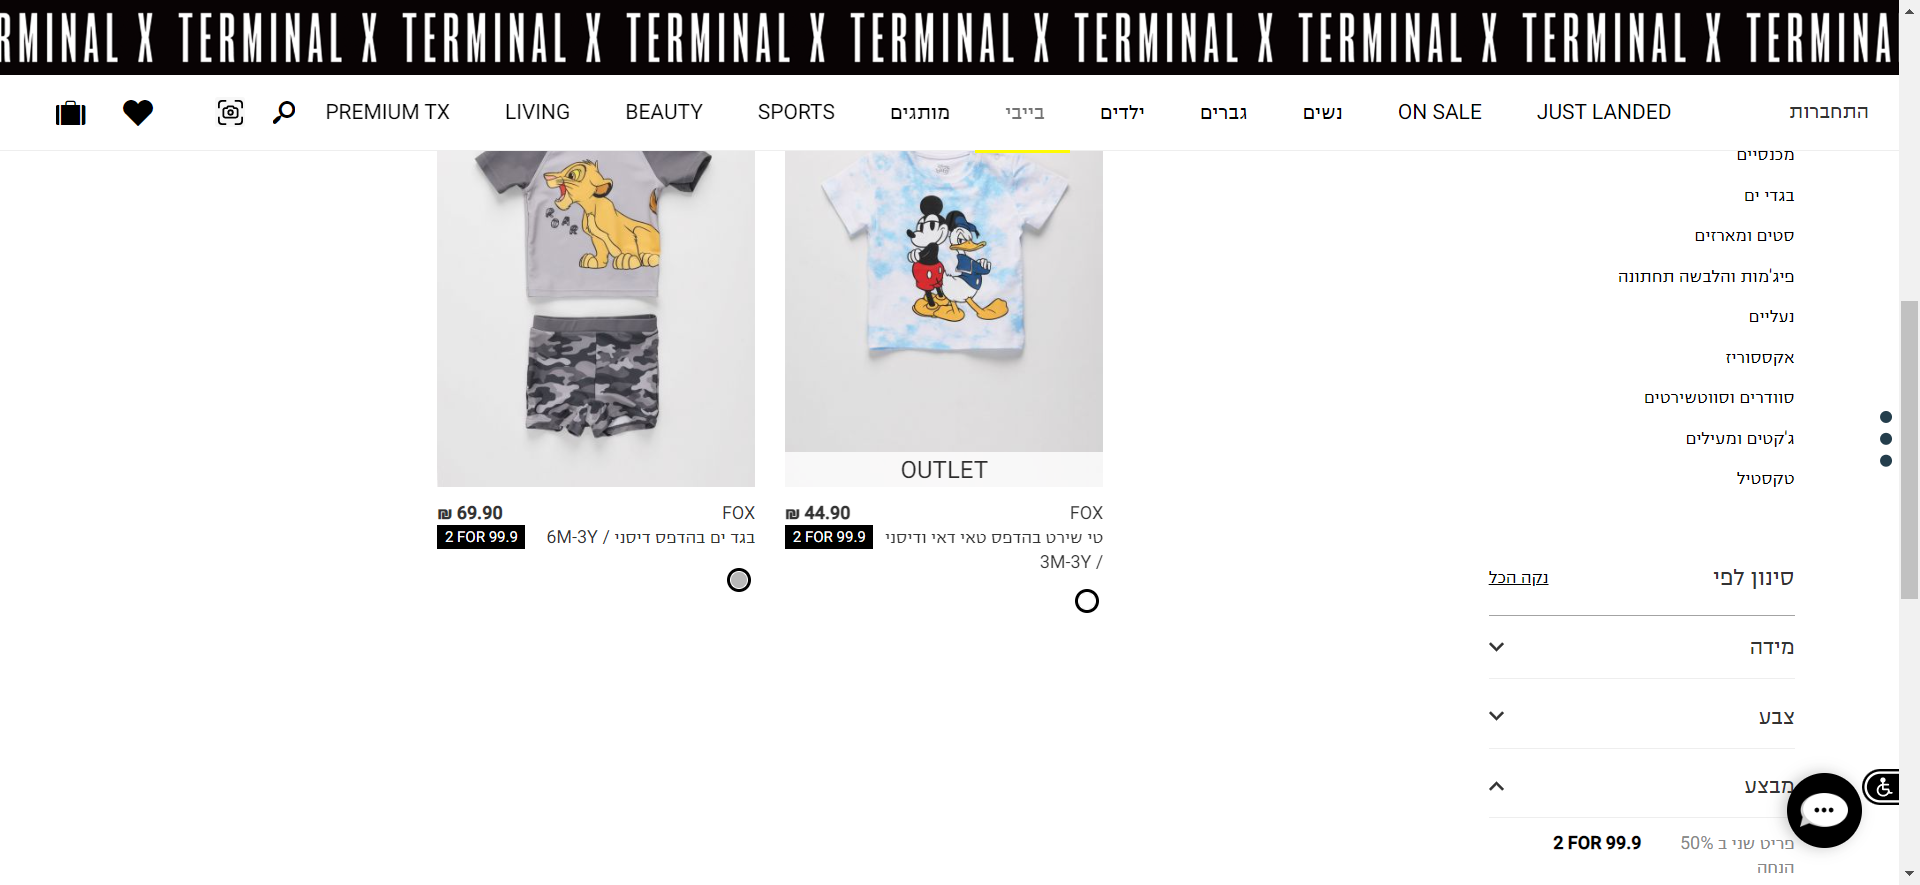 RMINAL X TERMINAL X TERMINAL X TERMINAL X TERMINAL X TERMINAL X TERMINAL X TERMINAL X TERMINA
התחברות
JUST LANDED
ON SALE
נשים
גברים
ילדים
בייבי
מותגים
SPORTS
BEAUTY
LIVING
PREMIUM TX
מכנסיים
בגדי ים
סטים ומארזים
פיג'מות והלבשה תחתונה
נעליים
אקססוריז
סוודרים וסווטשירטים
ג'קטים ומעילים
טקסטיל
סינון לפי
נקה הכל
מידה
צבע
מבצע
פריט שני ב 50%
הנחה
2 FOR 99.9
OUTLET
FOX
₪ 44.90
טי שירט בהדפס טאי דאי ודיסני
/ 3M-3Y
2 FOR 99.9
ROAR
FOX
₪ 69.90
בגד ים בהדפס דיסני / 6M-3Y
2 FOR 99.9